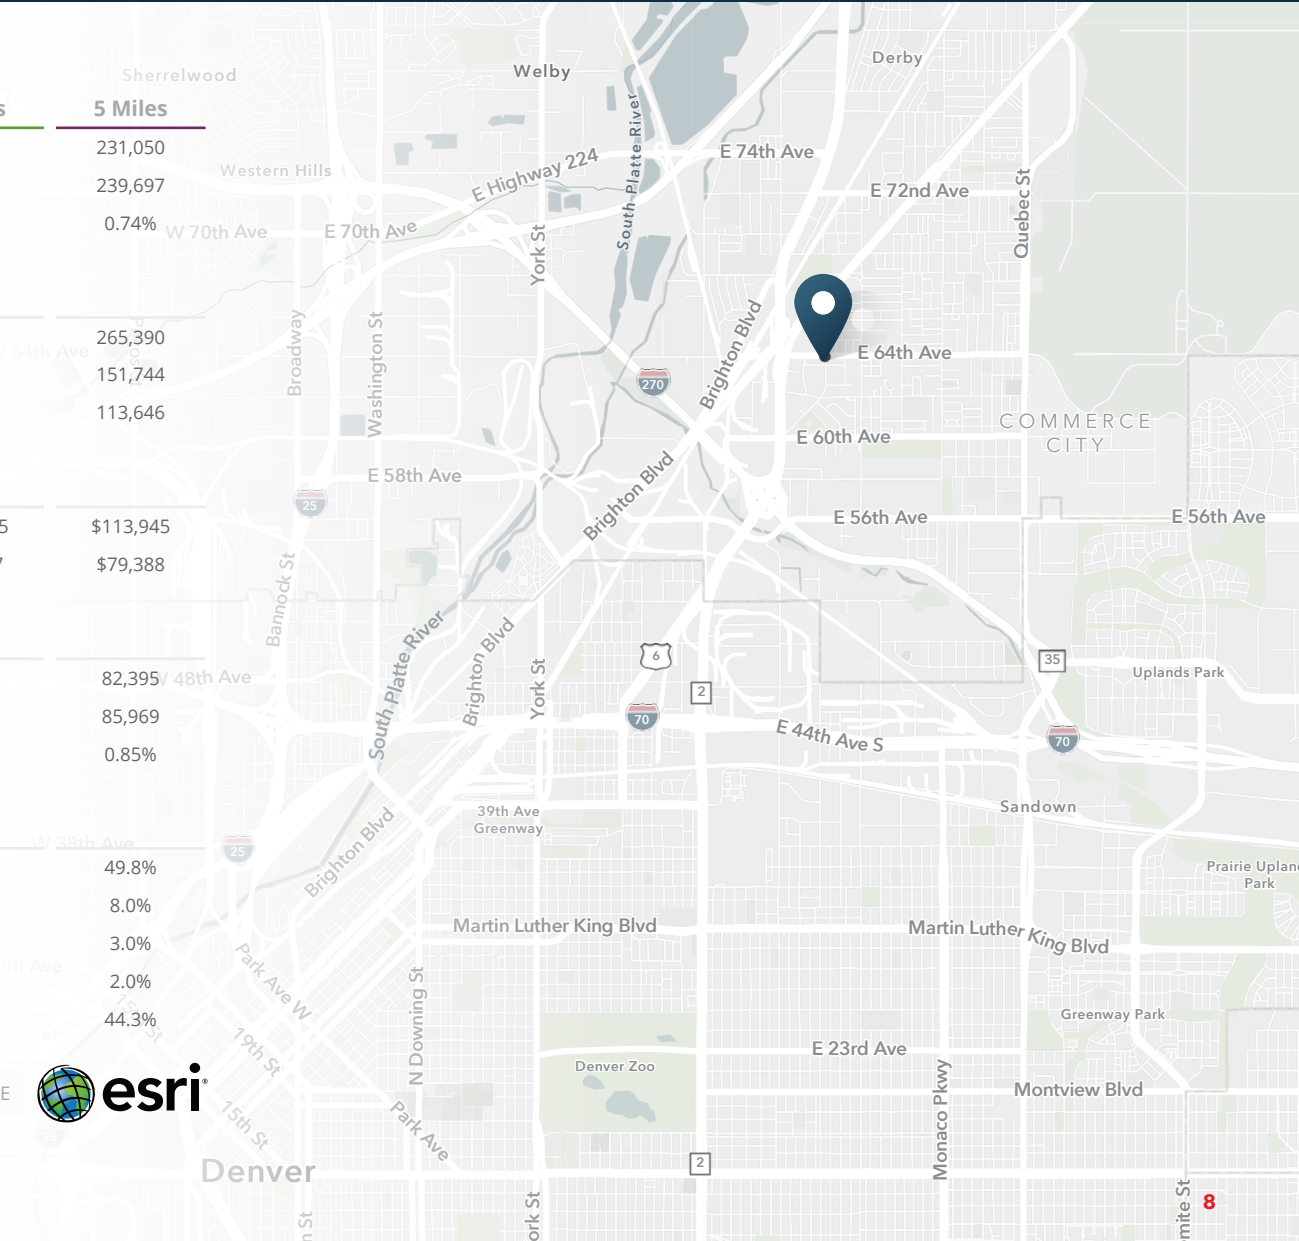 5 Miles
231,050
239,697
0.74%
265,390
151,744
113,646
$113,945
$79,388
82,395
85,969
0.85%
49.8%
8.0%
3.0%
2.0%
44.3%
esri
Sherrelwood
Welby
Derby
Western Hills
E Highway 224
South Platte River
E 74th Ave
E 72nd Ave
Quebec St
W 70th Ave
E 70th Ave
York St
Broadway
Washington St
Brighton Blvd
E 64th Ave
64th Ave
270
COMMERCE
CITY
E 60th Ave
E 58th Ave
Brighton Blvd
25
E 56th Ave
E 56th Ave
Bannock St
South Platte River
Brighton Blvd
York St
6
35
Uplands Park
W 48th Ave
2
70
E 44th Ave S
70
Sandown
39th Ave
Greenway
W 38th Ave
25
Brighton Blvd
Prairie Uplan
Park
Martin Luther King Blvd
Martin Luther King Blvd
Park Ave W
N Downing St
15th St
19th St
Greenway Park
E 23rd Ave
Denver Zoo
Monaco Pkwy
Montview Blvd
15th St
Park Ave
Denver
2
8